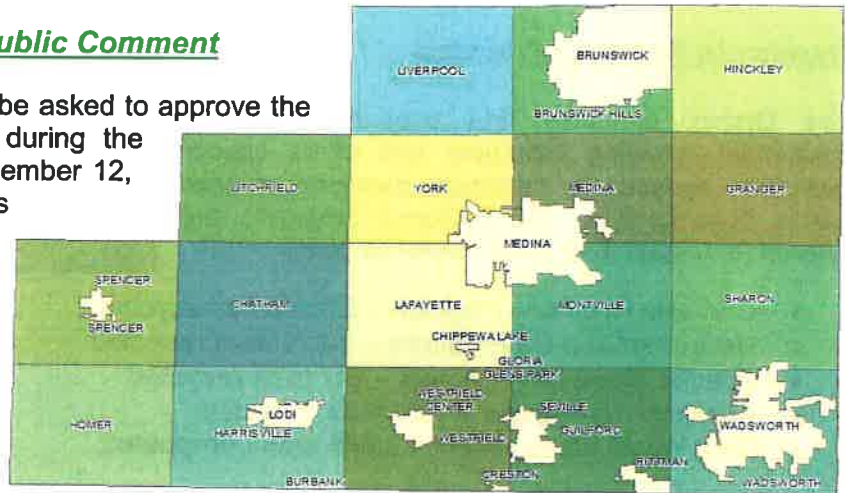 ublic Comment
be asked to approve the
during the
ember 12,
s
LIVERPOOL
BRUNSWICK
HINCKLEY
BRUNSWICK HILLS
LITCHFIELD
YORK
MEDINA
GRANGER
MEDINA
SPENCER
SPENCER
CHATHAM
LAFAYETTE
MONTVILLE
SHARON
CHIPPEWA LAKE
GLORIA
GLENS PARK
HOMER
LODI
HARRISVILLE
WESTFIELD
CENTER
WESTFIELD
SEVILLE
GUILFORD
WADSWORTH
BURBANK
CRESTON
RITTMAN
WADSWORTH